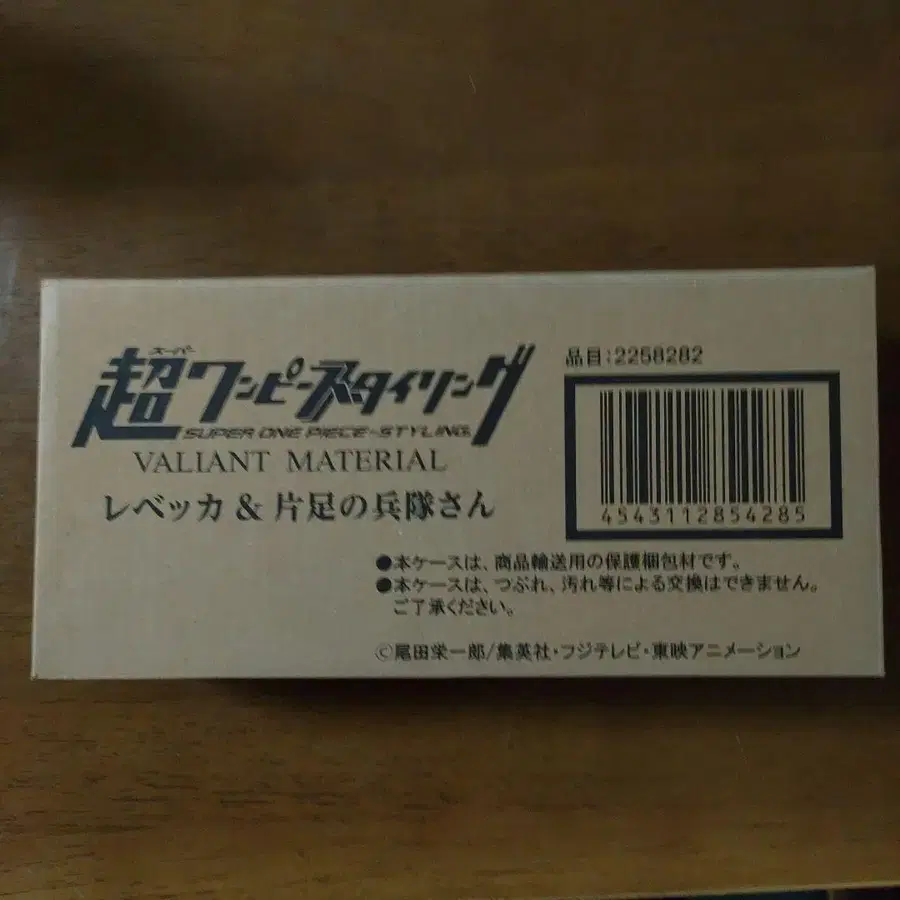 スーパー
超ワンピーススタイリング
SUPER ONE PIECE-STYLING
VALIANT MATERIAL
レベッカ & 片足の兵隊さん
品目:2258282
4543112854285
●本ケースは、商品輸送用の保護梱包材です。
●本ケースは、つぶれ、汚れ等による交換はできません。
ご了承ください。
©尾田栄一郎/集英社・フジテレビ・東映アニメーション